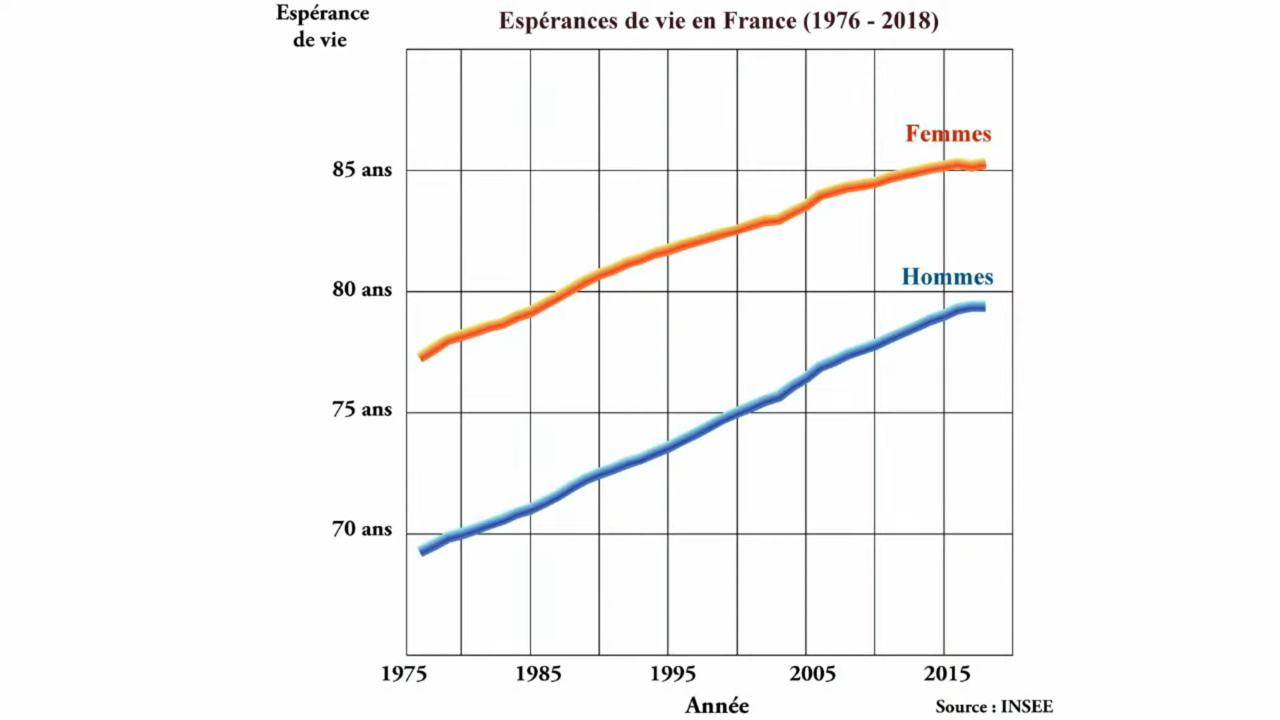 Espérance
de vie
Espérances de vie en France (1976 - 2018)
Femmes
85 ans
Hommes
80 ans
75 ans
70 ans
1975 1985 1995 2005 2015
Année
Source : INSEE